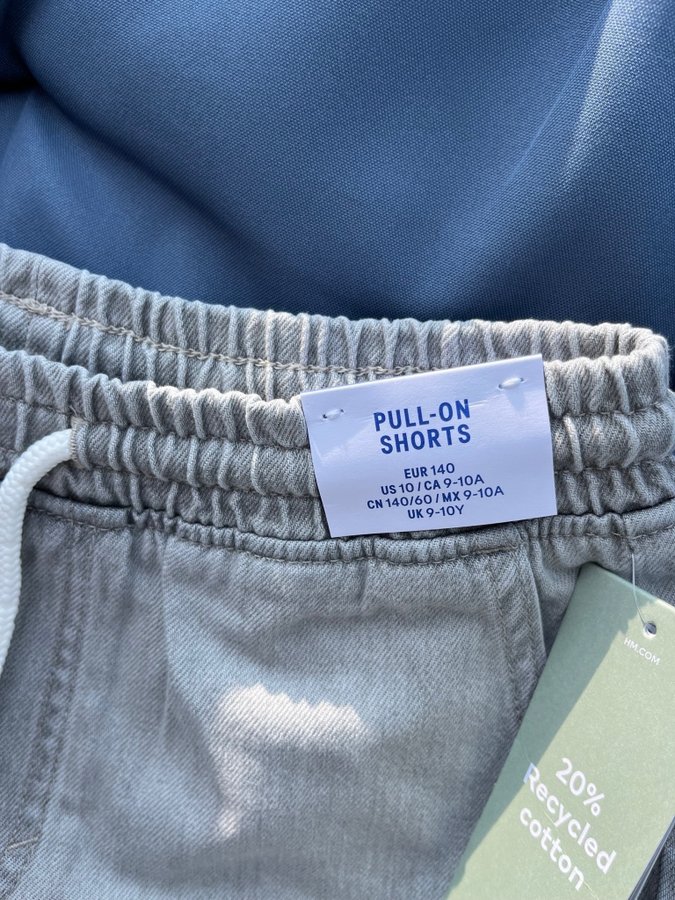 PULL-ON
SHORTS
EUR 140
US 10 / CA 9-10A
CN 140/60 / MX 9-10A
UK 9-10Y
HM.COM
20%
Recycled
cotton